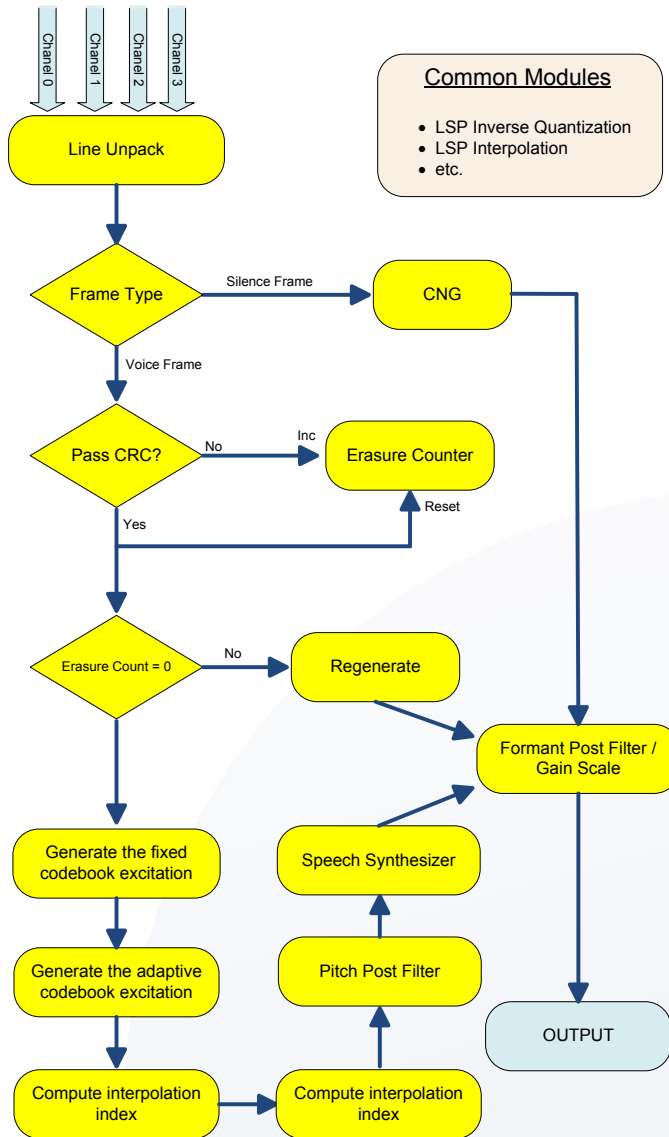 Chanel 0
Chanel 1
Chanel 2
Chanel 3
Common Modules
• LSP Inverse Quantization
• LSP Interpolation
• etc.
Line Unpack
Frame Type
Silence Frame
CNG
Voice Frame
Pass CRC?
No
Inc
Erasure Counter
Yes
Reset
Erasure Count = 0
No
Regenerate
Formant Post Filter /
Gain Scale
Generate the fixed
codebook excitation
Speech Synthesizer
Generate the adaptive
codebook excitation
Pitch Post Filter
OUTPUT
Compute interpolation
index
Compute interpolation
index